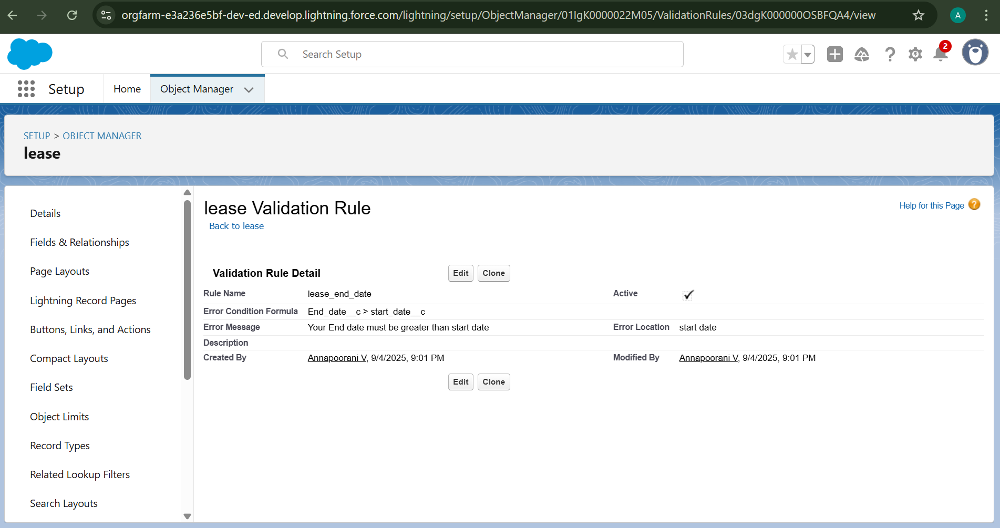 orgfarm-e3a236e5bf-dev-ed.develop.lightning.force.com/lightning/setup/ObjectManager/01IgK0000022M05/ValidationRules/03dgK000000OSBFQA4/view
A
Search Setup
2
Setup
Home
Object Manager
SETUP > OBJECT MANAGER
lease
Details
Fields & Relationships
Page Layouts
Lightning Record Pages
Buttons, Links, and Actions
Compact Layouts
Field Sets
Object Limits
Record Types
Related Lookup Filters
Search Layouts
lease Validation Rule
Help for this Page ?
Back to lease
Validation Rule Detail
Edit Clone
Rule Name lease_end_date Active
Error Condition Formula End_date__c > start_date__c
Error Message Your End date must be greater than start date Error Location start date
Description
Created By Annapoorani V, 9/4/2025, 9:01 PM Modified By Annapoorani V, 9/4/2025, 9:01 PM
Edit Clone